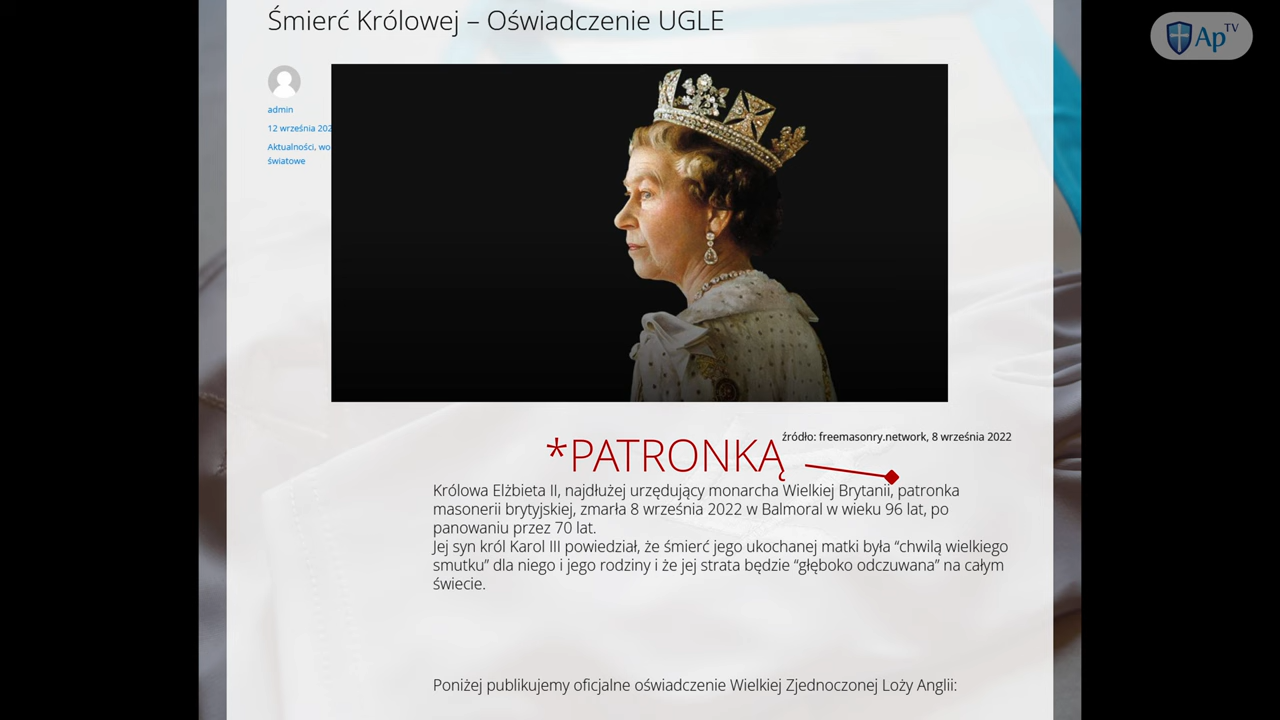 Śmierć Królowej – Oświadczenie UGLE
ApTV
admin
12 września
Aktualności,
światowe
źródło: freemasonry.network, 8 września 2022
*PATRONKĄ
Królowa Elżbieta II, najdłużej urzędujący monarcha Wielkiej Brytanii, patronka
masonerii brytyjskiej, zmarła 8 września 2022 w Balmoral w wieku 96 lat, po
panowaniu przez 70 lat.
Jej syn król Karol III powiedział, że śmierć jego ukochanej matki była “chwilą wielkiego
smutku” dla niego i jego rodziny i że jej strata będzie “głęboko odczuwana” na całym
świecie.
Poniżej publikujemy oficjalne oświadczenie Wielkiej Zjednoczonej Loży Anglii: